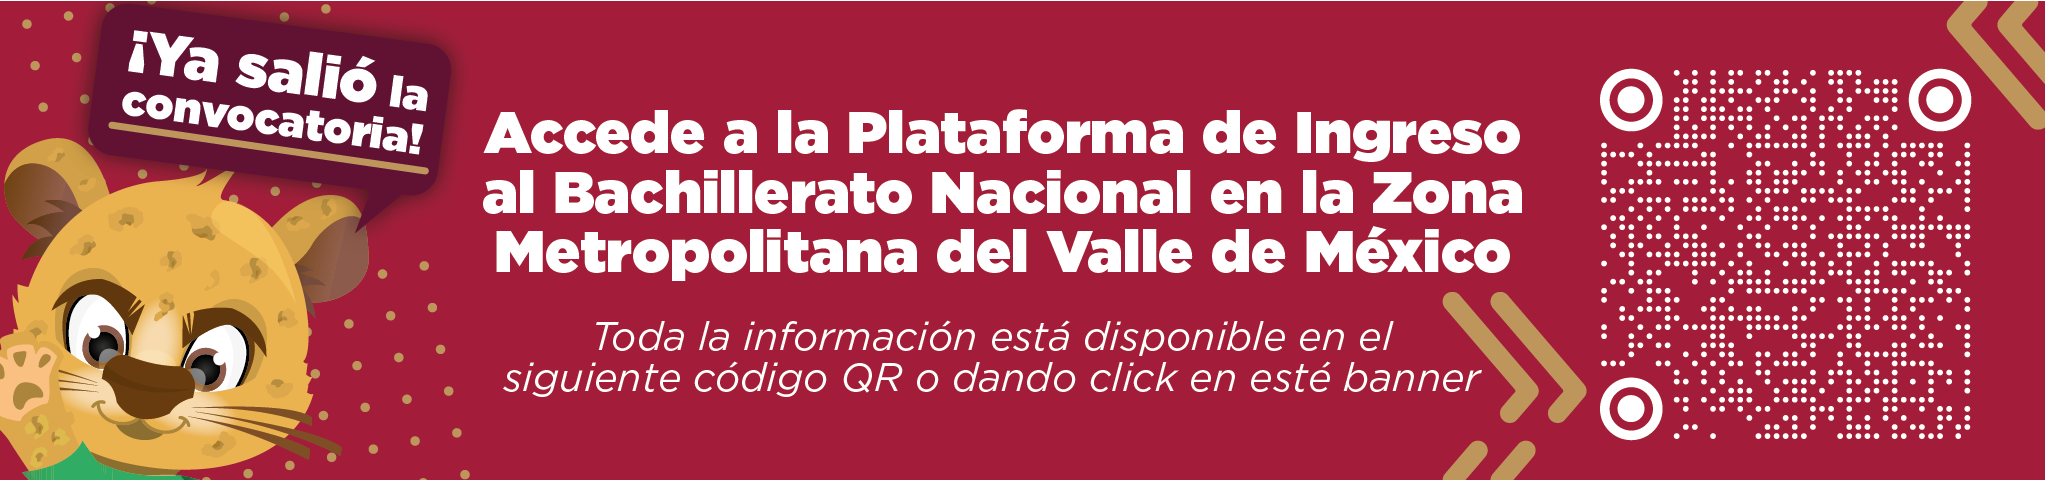 ¡Ya salió la
convocatoria!
Accede a la Plataforma de Ingreso
al Bachillerato Nacional en la Zona
Metropolitana del Valle de México
Toda la información está disponible en el
siguiente código QR o dando click en esté banner